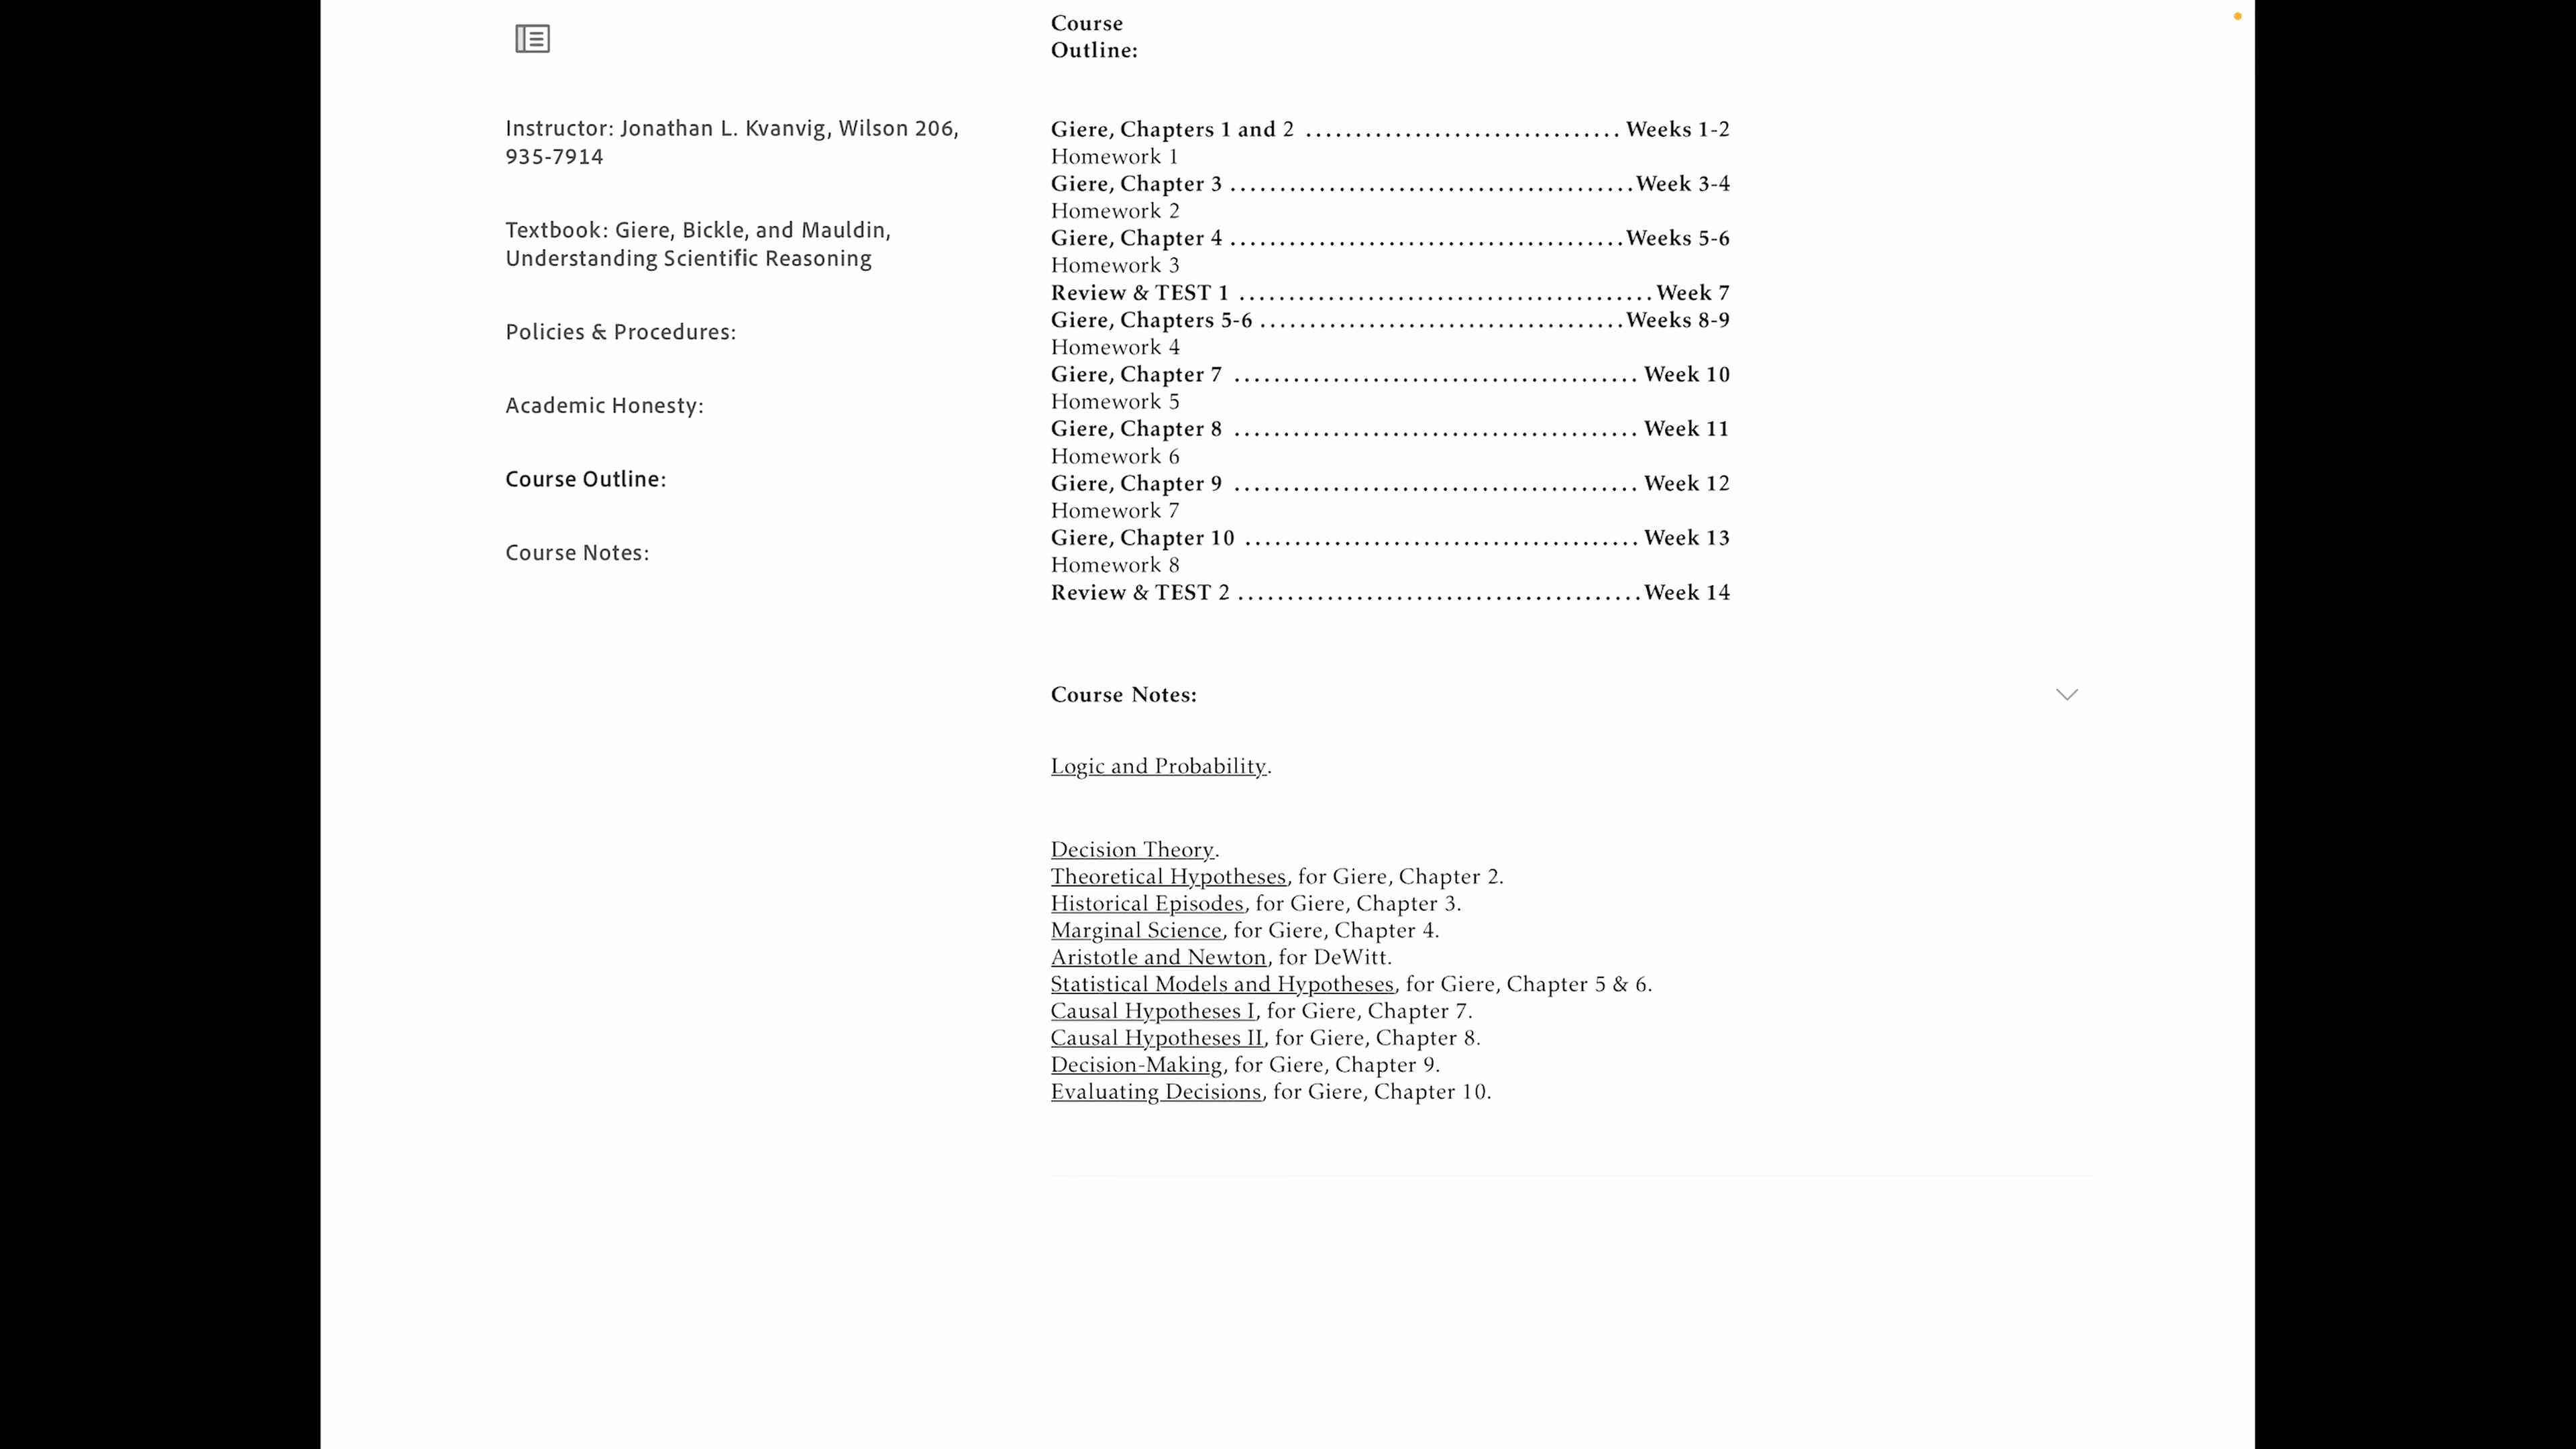 Instructor: Jonathan L. Kvanvig, Wilson 206,
935-7914
Textbook: Giere, Bickle, and Mauldin,
Understanding Scientific Reasoning
Policies & Procedures:
Academic Honesty:
Course Outline:
Course Notes:
Course
Outline:
Giere, Chapters 1 and 2 ................................ Weeks 1-2
Homework 1
Giere, Chapter 3 .........................................Week 3-4
Homework 2
Giere, Chapter 4 ........................................Weeks 5-6
Homework 3
Review & TEST 1 ..........................................Week 7
Giere, Chapters 5-6 .....................................Weeks 8-9
Homework 4
Giere, Chapter 7 ......................................... Week 10
Homework 5
Giere, Chapter 8 ......................................... Week 11
Homework 6
Giere, Chapter 9 ......................................... Week 12
Homework 7
Giere, Chapter 10 ........................................ Week 13
Homework 8
Review & TEST 2 .........................................Week 14
Course Notes:
Logic and Probability.
Decision Theory.
Theoretical Hypotheses, for Giere, Chapter 2.
Historical Episodes, for Giere, Chapter 3.
Marginal Science, for Giere, Chapter 4.
Aristotle and Newton, for DeWitt.
Statistical Models and Hypotheses, for Giere, Chapter 5 & 6.
Causal Hypotheses I, for Giere, Chapter 7.
Causal Hypotheses II, for Giere, Chapter 8.
Decision-Making, for Giere, Chapter 9.
Evaluating Decisions, for Giere, Chapter 10.